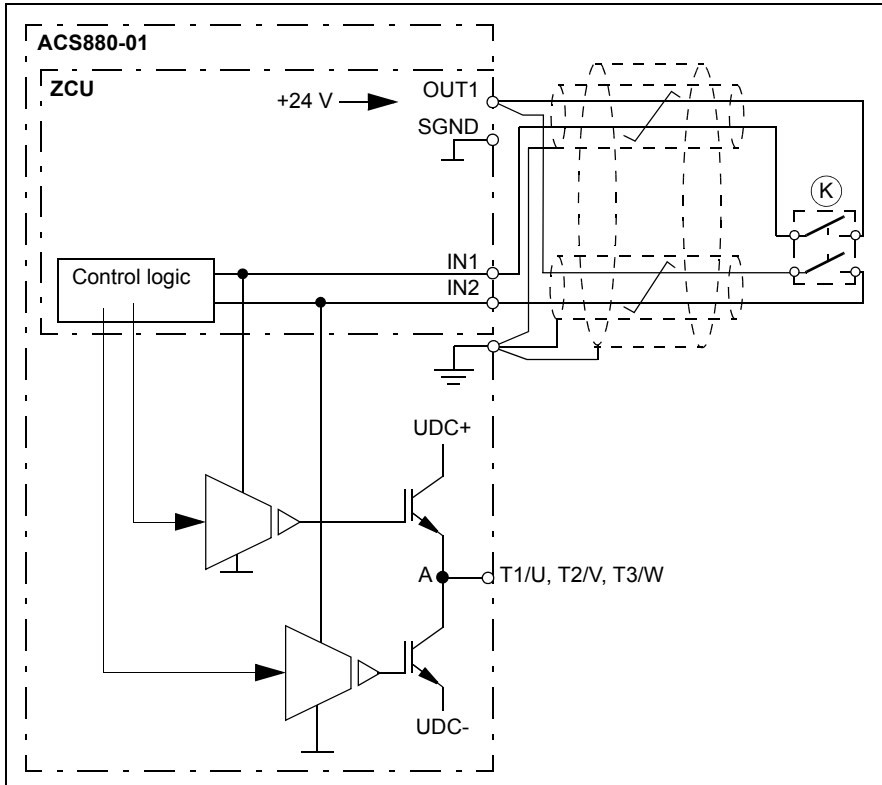 ACS880-01
ZCU
OUT1
+24 V
SGND
K
IN1
Control logic
IN2
UDC+
A
T1/U, T2/V, T3/W
UDC-